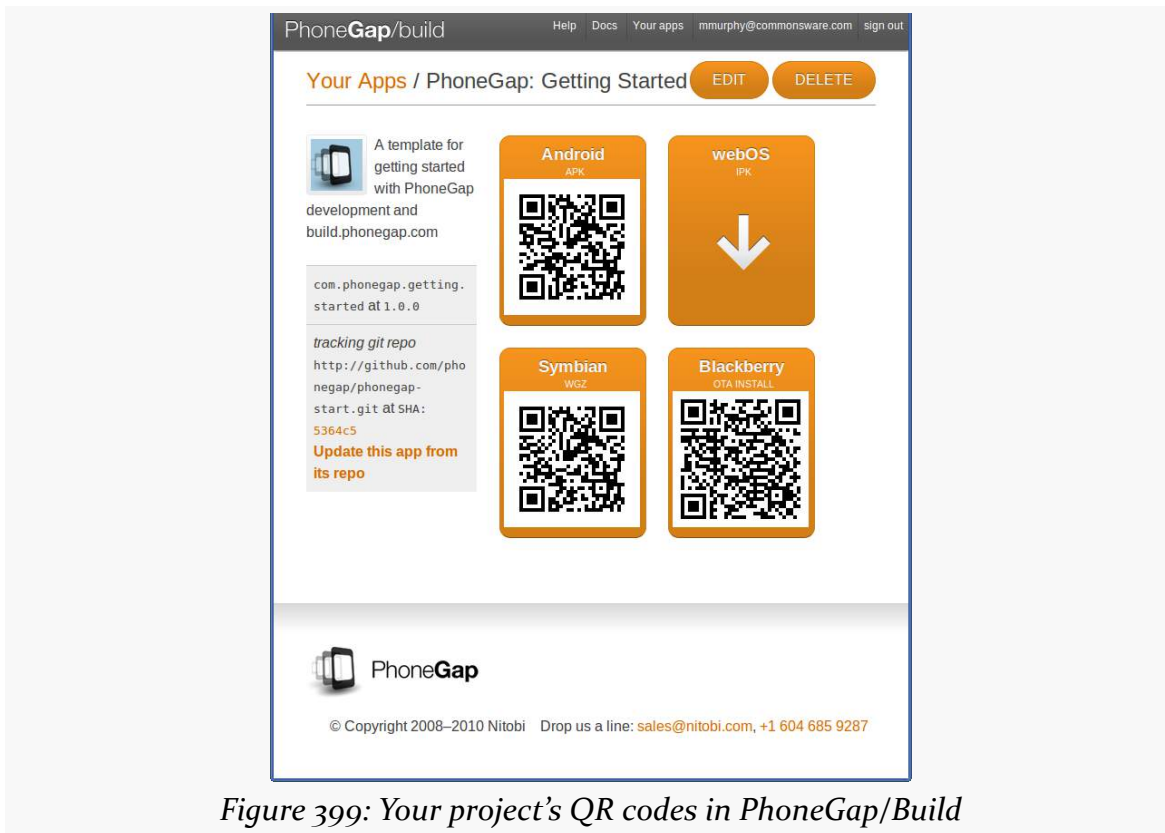 PhoneGap/build
Help Docs Your apps mmurphy@commonsware.com sign out
Your Apps / PhoneGap: Getting Started
EDIT
DELETE
A template for
getting started
with PhoneGap
development and
build.phonegap.com
com.phonegap.getting.
started at 1.0.0
tracking git repo
http://github.com/pho
negap/phonegap-
start.git at SHA:
5364c5
Update this app from
its repo
Android
APK
webOS
IPK
Symbian
WGZ
Blackberry
OTA INSTALL
PhoneGap
© Copyright 2008–2010 Nitobi Drop us a line: sales@nitobi.com, +1 604 685 9287
Figure 399: Your project's QR codes in PhoneGap/Build